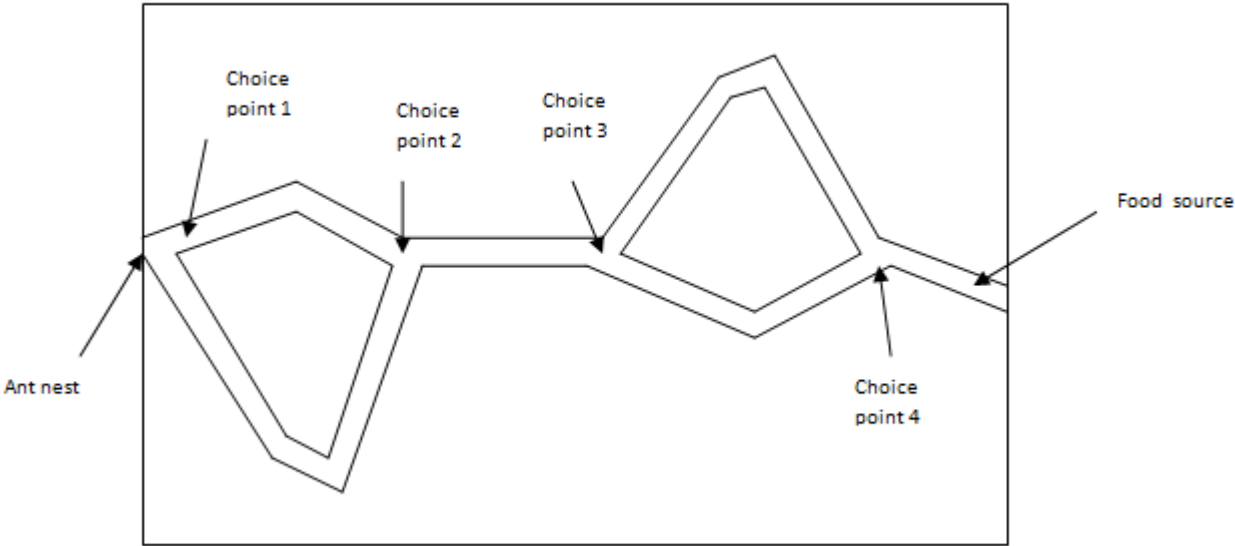 Choice
point 1
Choice
point 2
Choice
point 3
Food source
Ant nest
Choice
point 4